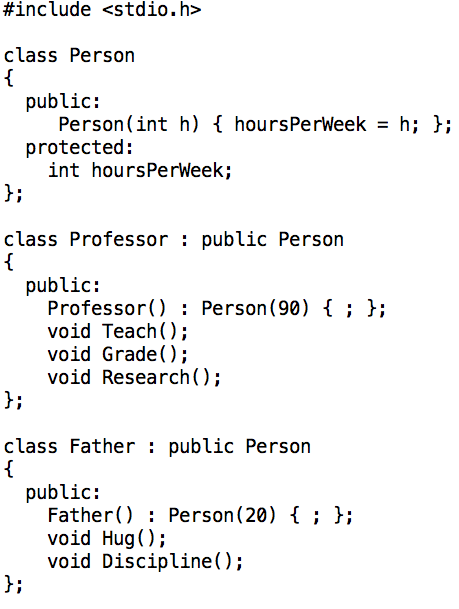 #include <stdio.h>
class Person
{
public:
Person(int h) { hoursPerWeek = h; };
protected:
int hoursPerWeek;
};
class Professor : public Person
{
public:
Professor() : Person(90) { ; };
void Teach();
void Grade();
void Research();
};
class Father : public Person
{
public:
Father() : Person(20) { ; };
void Hug();
void Discipline();
};